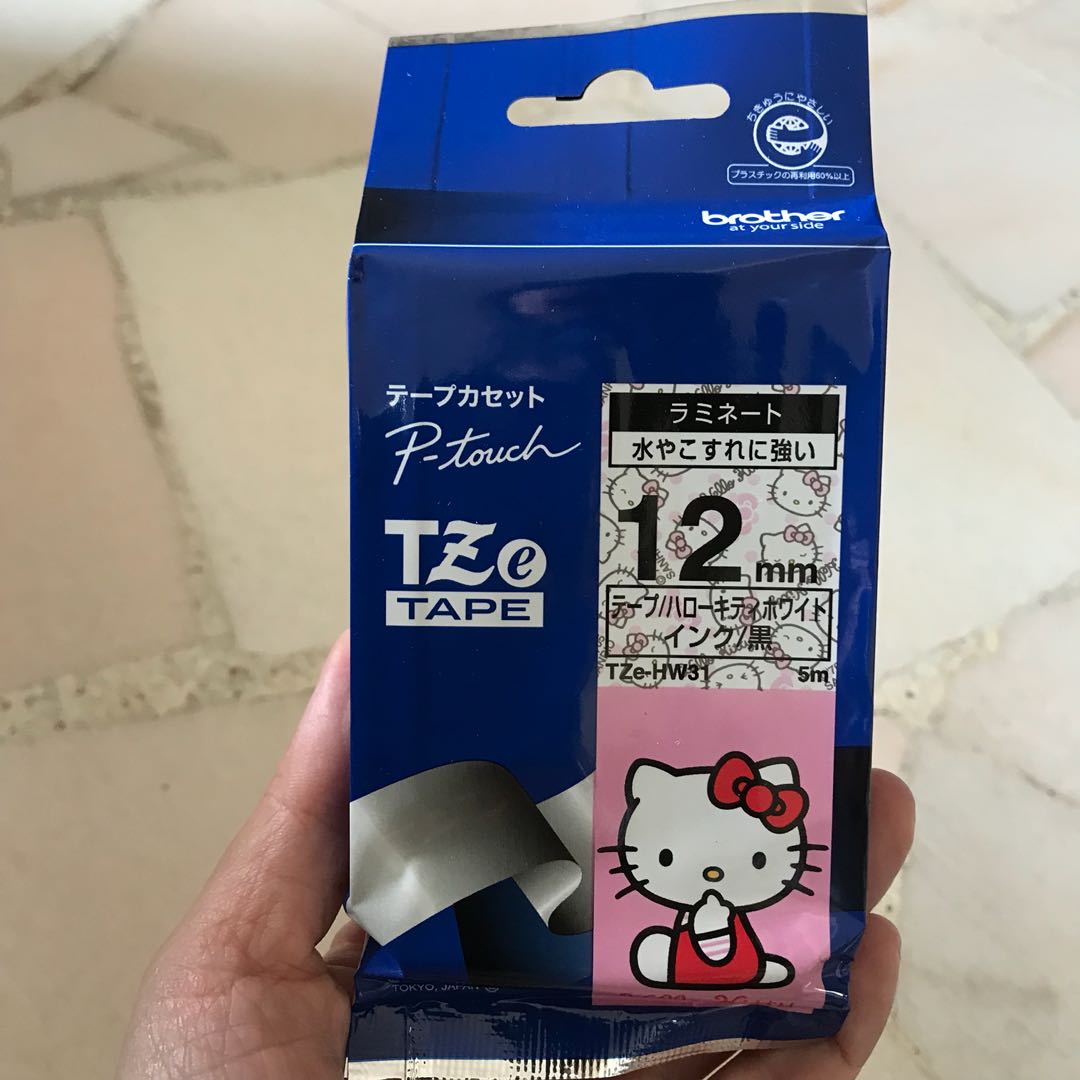 ちきゅうにやさしい
プラスチックの再利用60%以上
brother
at your side
テープカセット
P-touch
TZe
TAPE
ラミネート
水やこすれに強い
12mm
テープ/ハローキティホワイト
インク/黒
TZe-HW31 5m
TOKYO, JAPAN